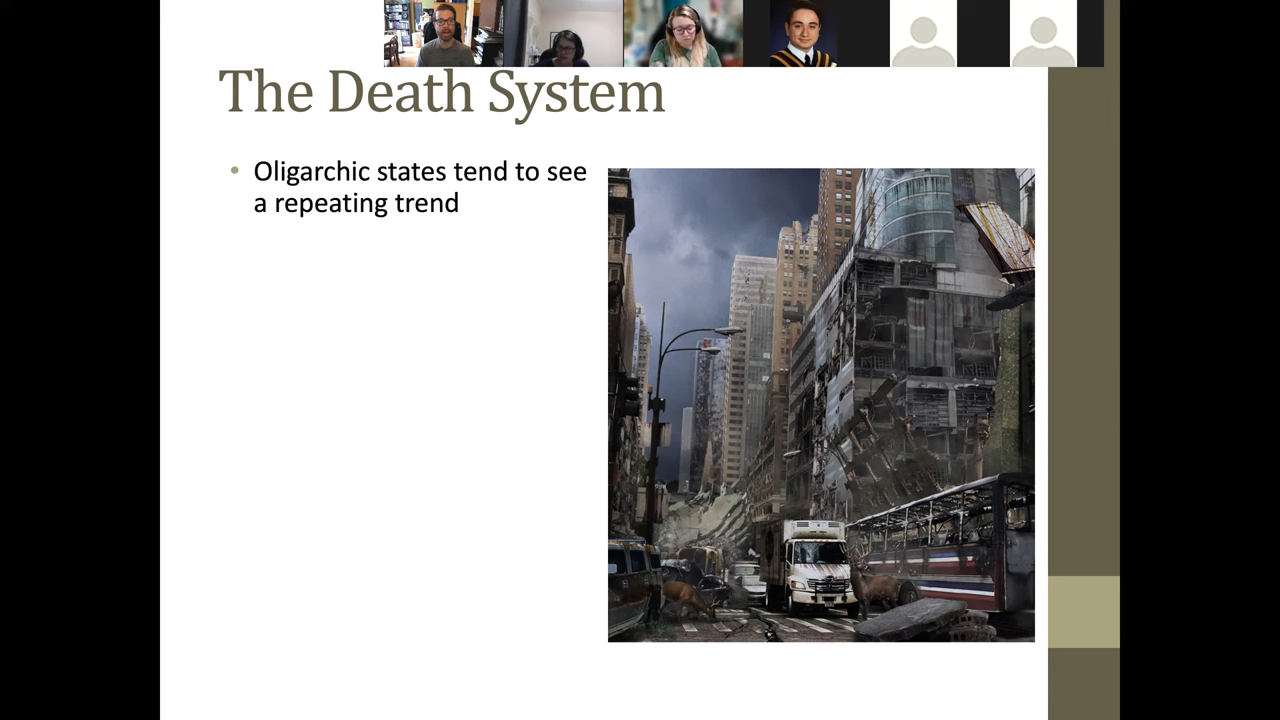 The Death System
• Oligarchic states tend to see
a repeating trend